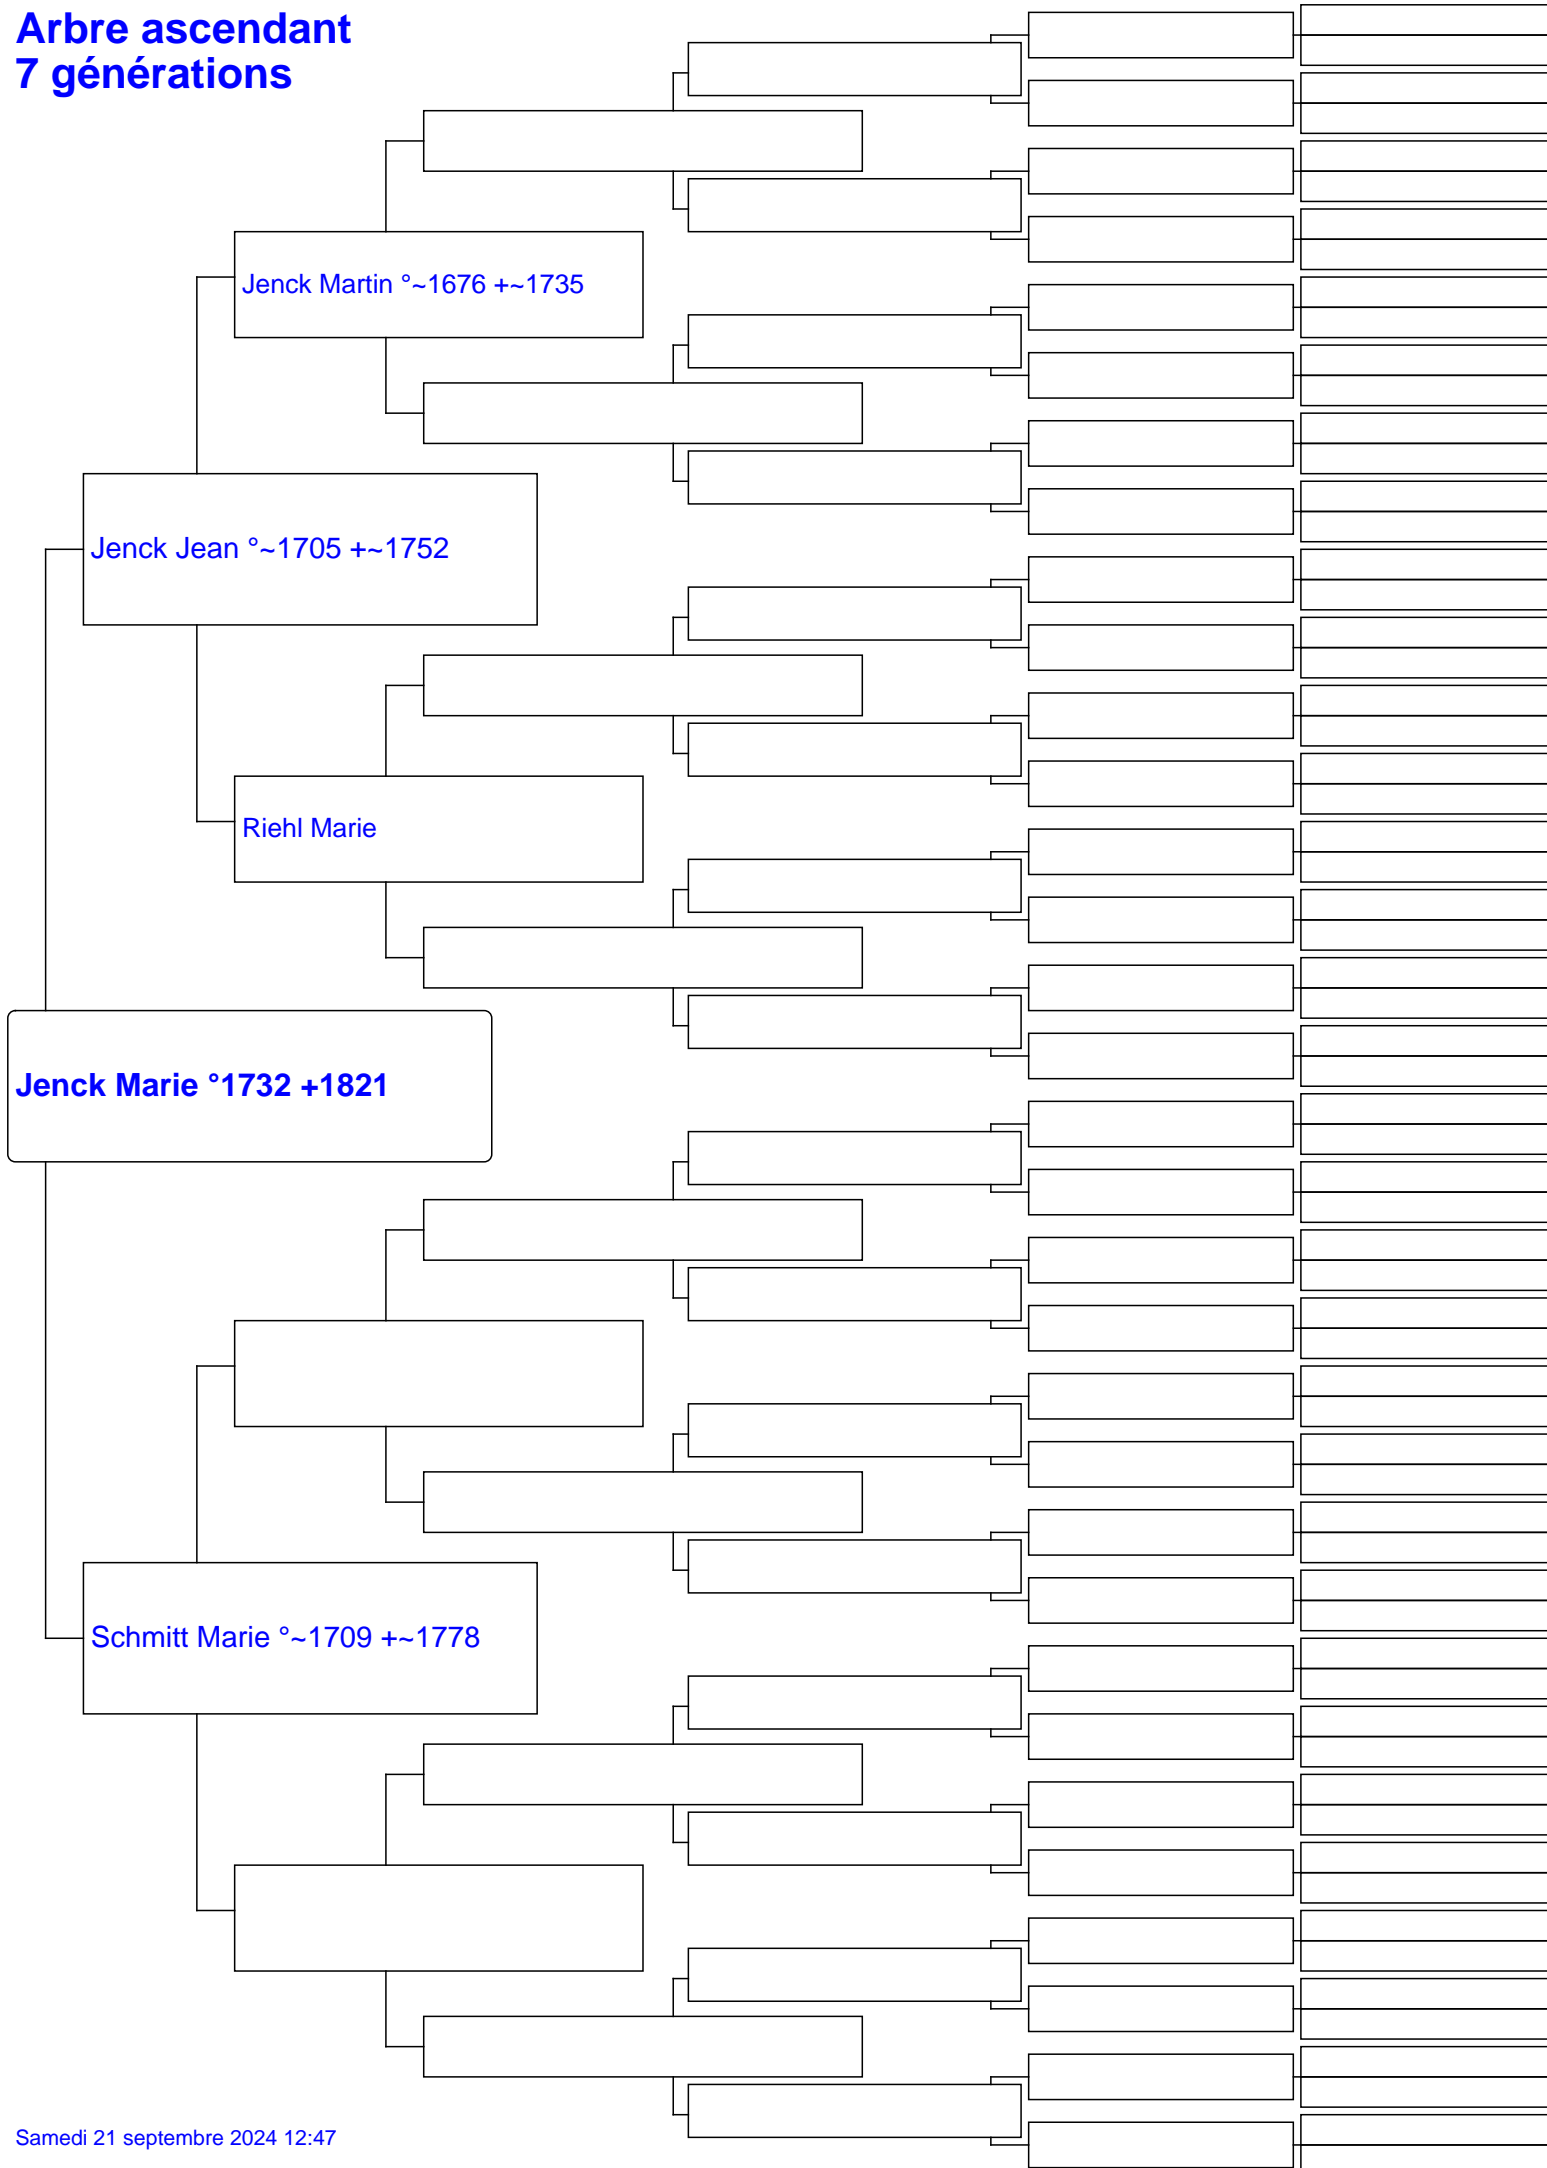 Arbre ascendant
7 générations
Jenck Martin °~1676 +~1735
Jenck Jean °~1705 +~1752
Riehl Marie
Jenck Marie °1732 +1821
Schmitt Marie °~1709 +~1778
Samedi 21 septembre 2024 12:47